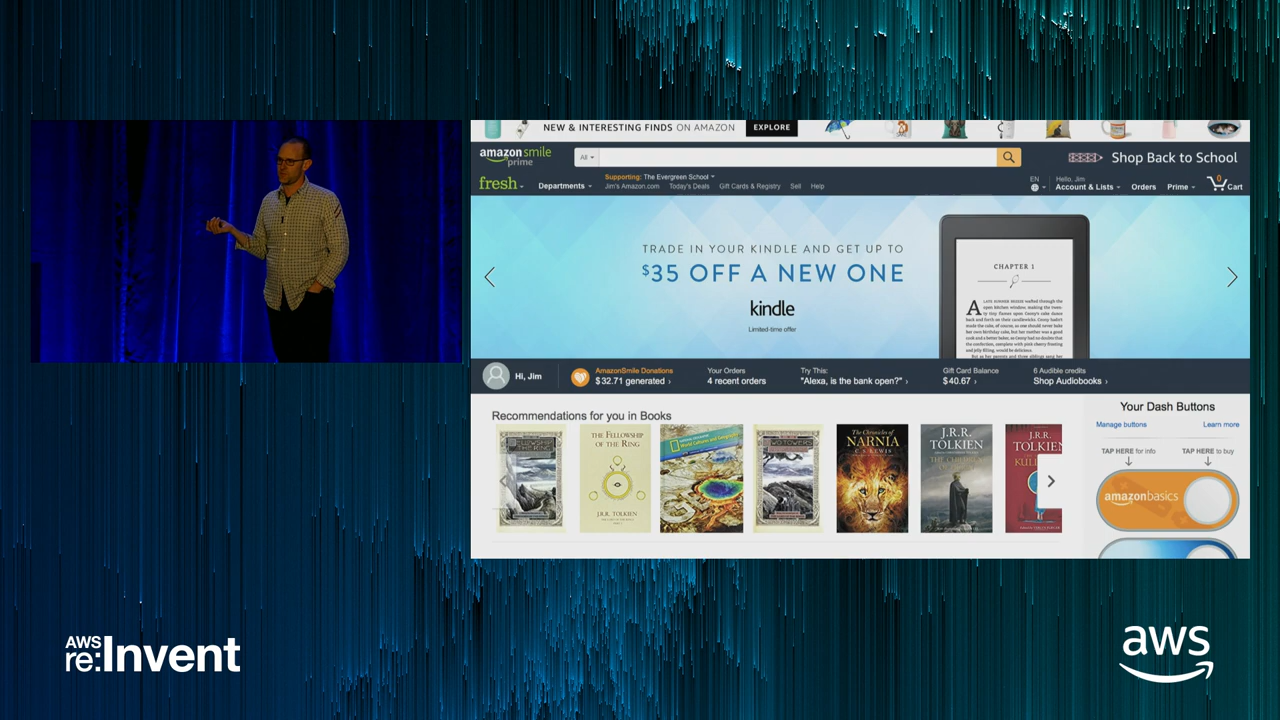 NEW & INTERESTING FINDS ON AMAZON EXPLORE
amazonsmile
prime
All
Shop Back to School
fresh
Departments
Supporting: The Evergreen School
Jim's Amazon.com Today's Deals Gift Cards & Registry Sell Help
EN
Hello, Jim
Account & Lists Orders Prime 0 Cart
TRADE IN YOUR KINDLE AND GET UP TO
$35 OFF A NEW ONE
kindle
Limited-time offer
CHAPTER 1
Hi, Jim
AmazonSmile Donations
$32.71 generated ›
Your Orders
4 recent orders
Try This:
"Alexa, is the bank open?" ›
Gift Card Balance
$40.67 ›
6 Audible credits
Shop Audiobooks ›
Recommendations for you in Books
THE FELLOWSHIP
OF THE RING
J.R.R. TOLKIEN
The Chronicles of
NARNIA
C. S. LEWIS
J.R.R.
TOLKIEN
J.R.R.
TOLKIEN
Your Dash Buttons
Manage buttons Learn more
TAP HERE for info TAP HERE to buy
amazonbasics
AWS
re:Invent
aws